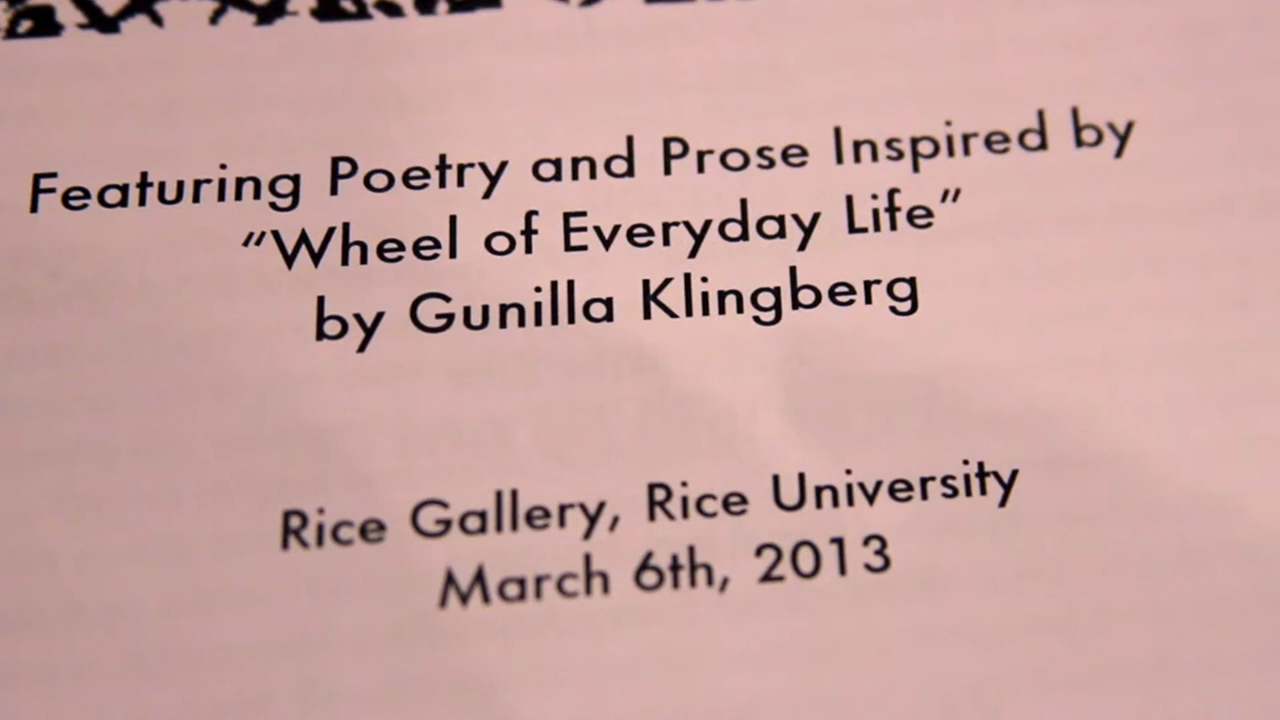 Featuring Poetry and Prose Inspired by
“Wheel of Everyday Life”
by Gunilla Klingberg
Rice Gallery, Rice University
March 6th, 2013